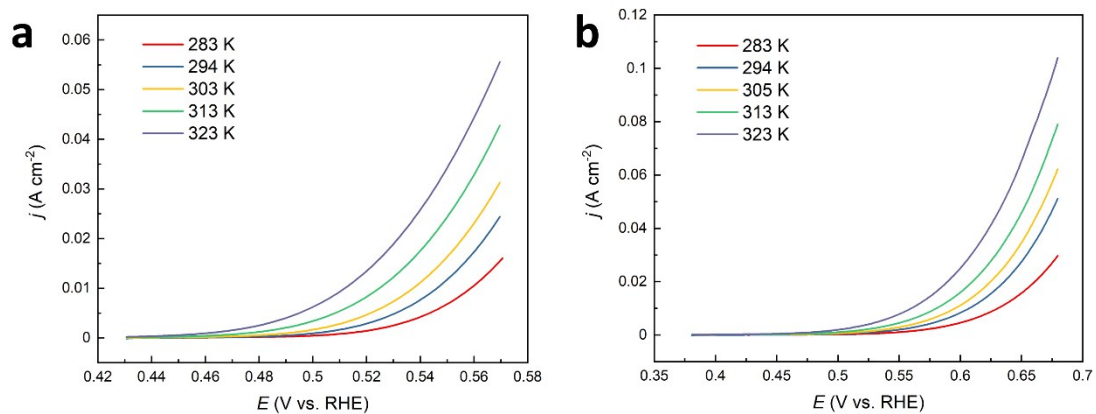 a
0.06
0.05
0.04
0.03
0.02
0.01
0
j (A cm⁻²)
283 K
294 K
303 K
313 K
323 K
0.42 0.44 0.46 0.48 0.5 0.52 0.54 0.56 0.58
E (V vs. RHE)
b
0.12
0.1
0.08
0.06
0.04
0.02
0
j (A cm⁻²)
283 K
294 K
305 K
313 K
323 K
0.35 0.4 0.45 0.5 0.55 0.6 0.65 0.7
E (V vs. RHE)